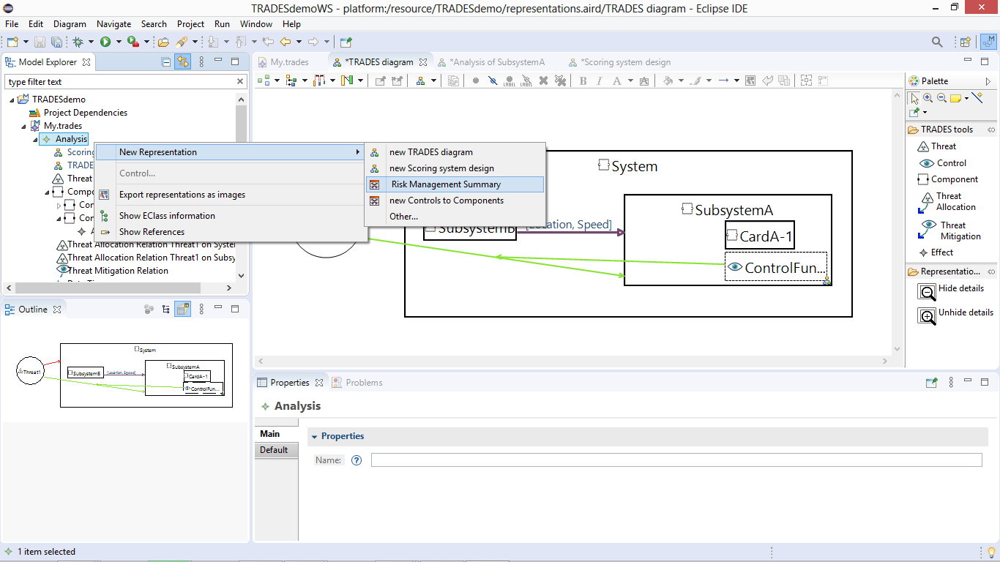 TRADESdemoWS - platform:/resource/TRADESdemo/representations.aird/TRADES diagram - Eclipse IDE
File Edit Diagram Navigate Search Project Run Window Help
Model Explorer
type filter text
TRADESdemo
Project Dependencies
My.trades
Analysis
Scoring
TRADE
Threat
Compo
Con
Con
A
Threat Allocation Relation Threat1 on System
Threat Allocation Relation Threat1 on Subsy
Threat Mitigation Relation
New Representation
Control...
Export representations as images
Show EClass information
Show References
new TRADES diagram
new Scoring system design
Risk Management Summary
new Controls to Components
Other...
My.trades *TRADES diagram *Analysis of SubsystemA *Scoring system design
LABEL LABEL B I A
System
SubsystemA
SubsystemB
[Location, Speed]
CardA-1
ControlFun...
Palette
TRADES tools
Threat
Control
Component
Threat
Allocation
Threat
Mitigation
Effect
Representatio...
Hide details
Unhide details
Outline
System
Threat1
SubsystemB
[Location, Speed]
SubsystemA
CardA-1
ControlFun...
Properties Problems
Analysis
Main
Default
Properties
Name: ?
1 item selected